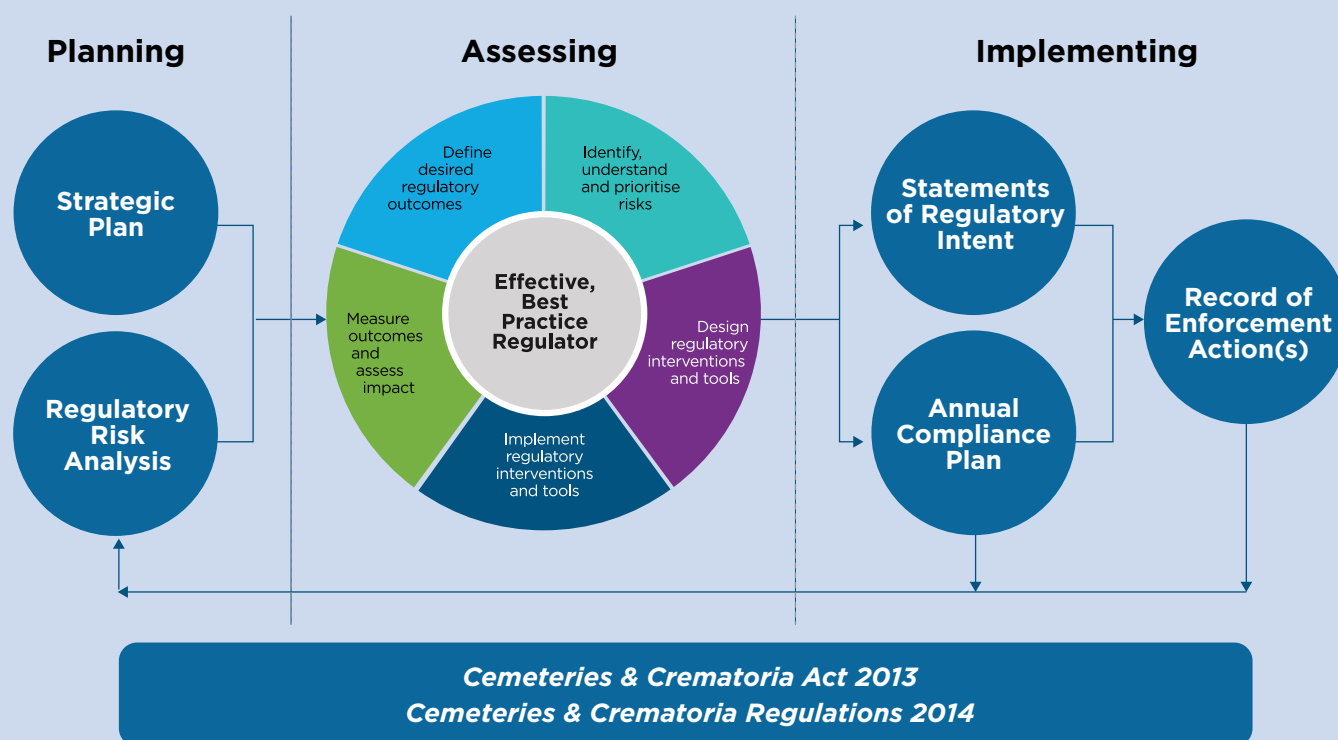 Planning
Strategic
Plan
Regulatory
Risk
Analysis
Assessing
Define
desired
regulatory
outcomes
Identify,
understand
and prioritise
risks
Design
regulatory
interventions
and tools
Implement
regulatory
interventions
and tools
Measure
outcomes
and
assess
impact
Effective,
Best
Practice
Regulator
Implementing
Statements
of Regulatory
Intent
Annual
Compliance
Plan
Record of
Enforcement
Action(s)
Cemeteries & Crematoria Act 2013
Cemeteries & Crematoria Regulations 2014